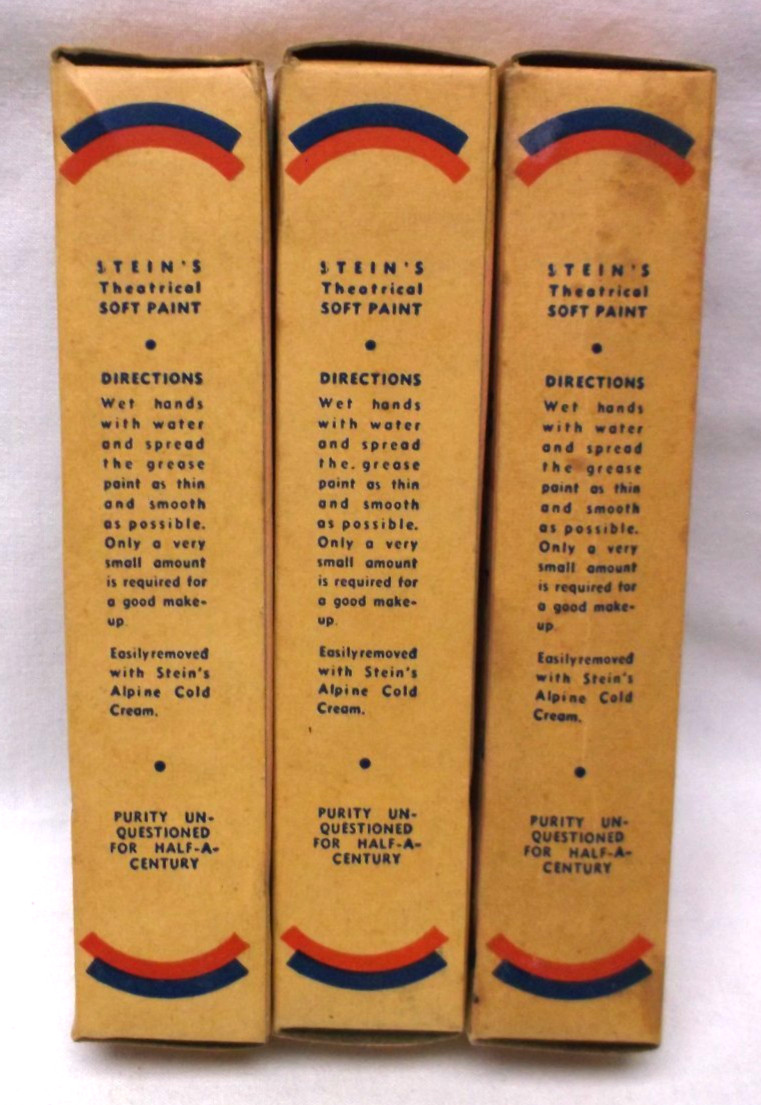 STEIN'S
Theatrical
SOFT PAINT
DIRECTIONS
Wet hands
with water
and spread
the grease
paint as thin
and smooth
as possible.
Only a very
small amount
is required for
a good make-
up.
Easily removed
with Stein's
Alpine Cold
Cream.
PURITY UN-
QUESTIONED
FOR HALF-A-
CENTURY
STEIN'S
Theatrical
SOFT PAINT
DIRECTIONS
Wet hands
with water
and spread
the. grease
paint as thin
and smooth
as possible.
Only a very
small amount
is required for
a good make-
up.
Easily removed
with Stein's
Alpine Cold
Cream.
PURITY UN-
QUESTIONED
FOR HALF-A-
CENTURY
STEIN'S
Theatrical
SOFT PAINT
DIRECTIONS
Wet hands
with water
and spread
the grease
paint as thin
and smooth
as possible.
Only a very
small amount
is required for
a good make-
up.
Easily removed
with Stein's
Alpine Cold
Cream.
PURITY UN-
QUESTIONED
FOR HALF-A-
CENTURY